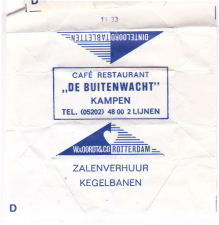 D
11-33
DINTELOORD TABLETTEN
CAFÉ RESTAURANT
„DE BUITENWACHT"
KAMPEN
TEL. (05202) 48 00 2 LIJNEN
W.v.OORDT&CO ROTTERDAM
ZALENVERHUUR
KEGELBANEN
D